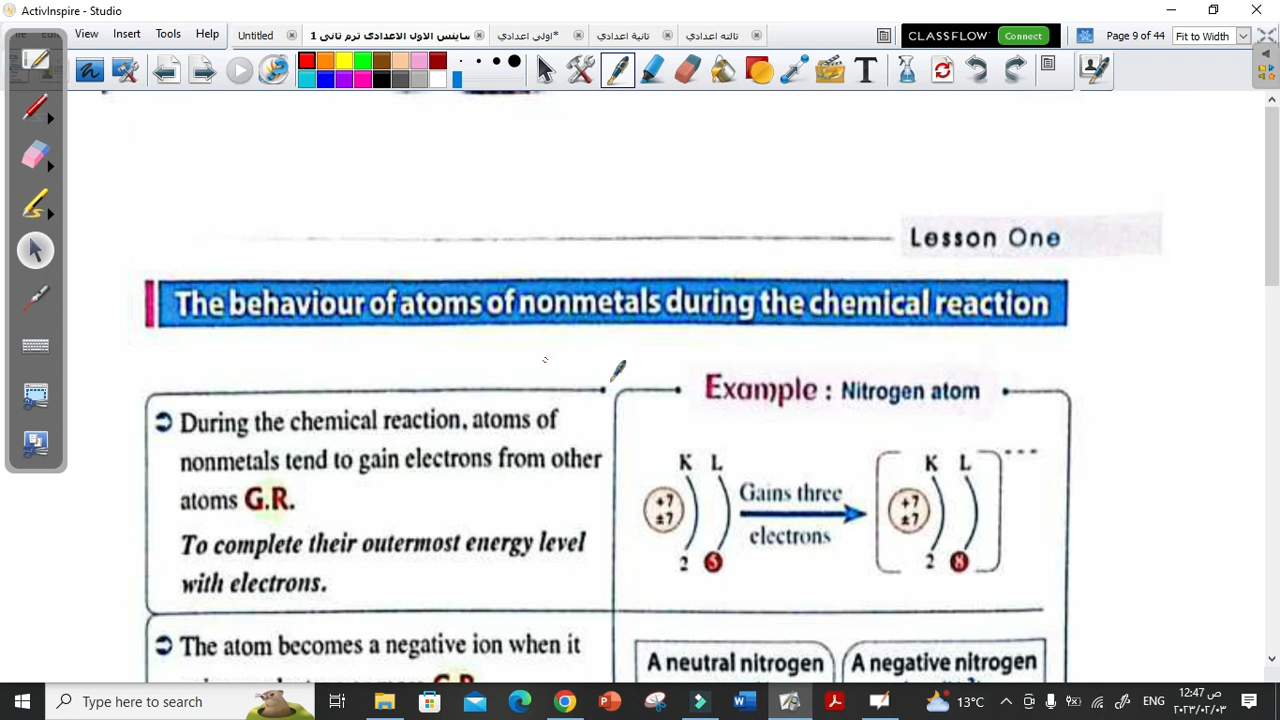 ActivInspire - Studio
View Insert Tools Help
Untitled
ساينس الاول الاعدادى ترم تانى 1
اولى اعدادي*
ثانية اعدادي
تالته اعدادي
CLASSFLOW Connect
Page 9 of 44
Fit to Width
Lesson One
The behaviour of atoms of nonmetals during the chemical reaction
➲ During the chemical reaction, atoms of
nonmetals tend to gain electrons from other
atoms G.R.
To complete their outermost energy level
with electrons.
Example : Nitrogen atom
K L
+7
±7
2 5
Gains three
electrons
K L
+7
±7
2 8
---
➲ The atom becomes a negative ion when it
G.R.
A neutral nitrogen
A negative nitrogen
Type here to search
13°C
ENG
12:47 ص
٢٠٢٣/٠٢/٠٣